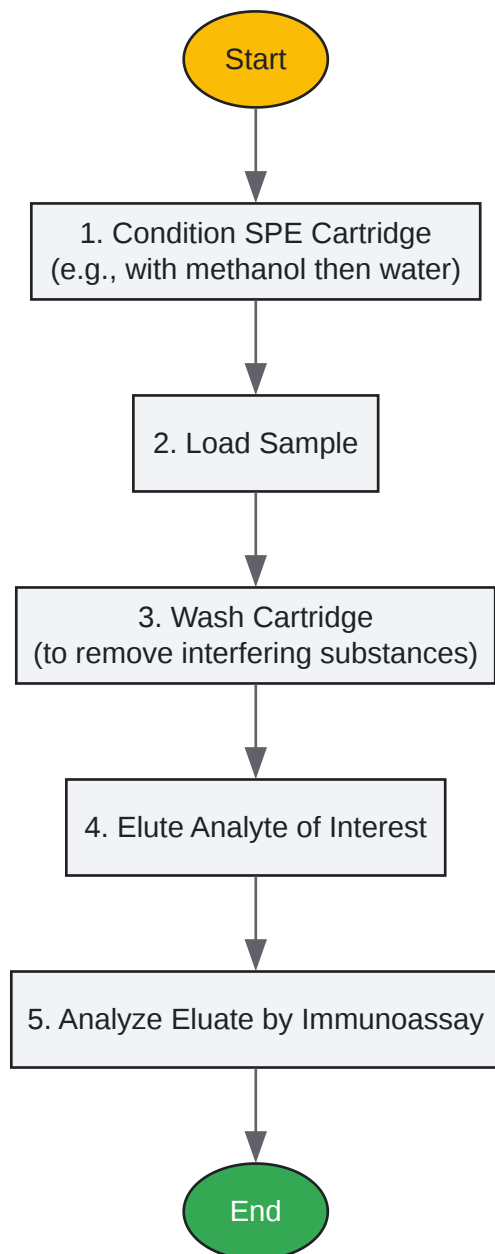 Start
1. Condition SPE Cartridge
(e.g., with methanol then water)
2. Load Sample
3. Wash Cartridge
(to remove interfering substances)
4. Elute Analyte of Interest
5. Analyze Eluate by Immunoassay
End